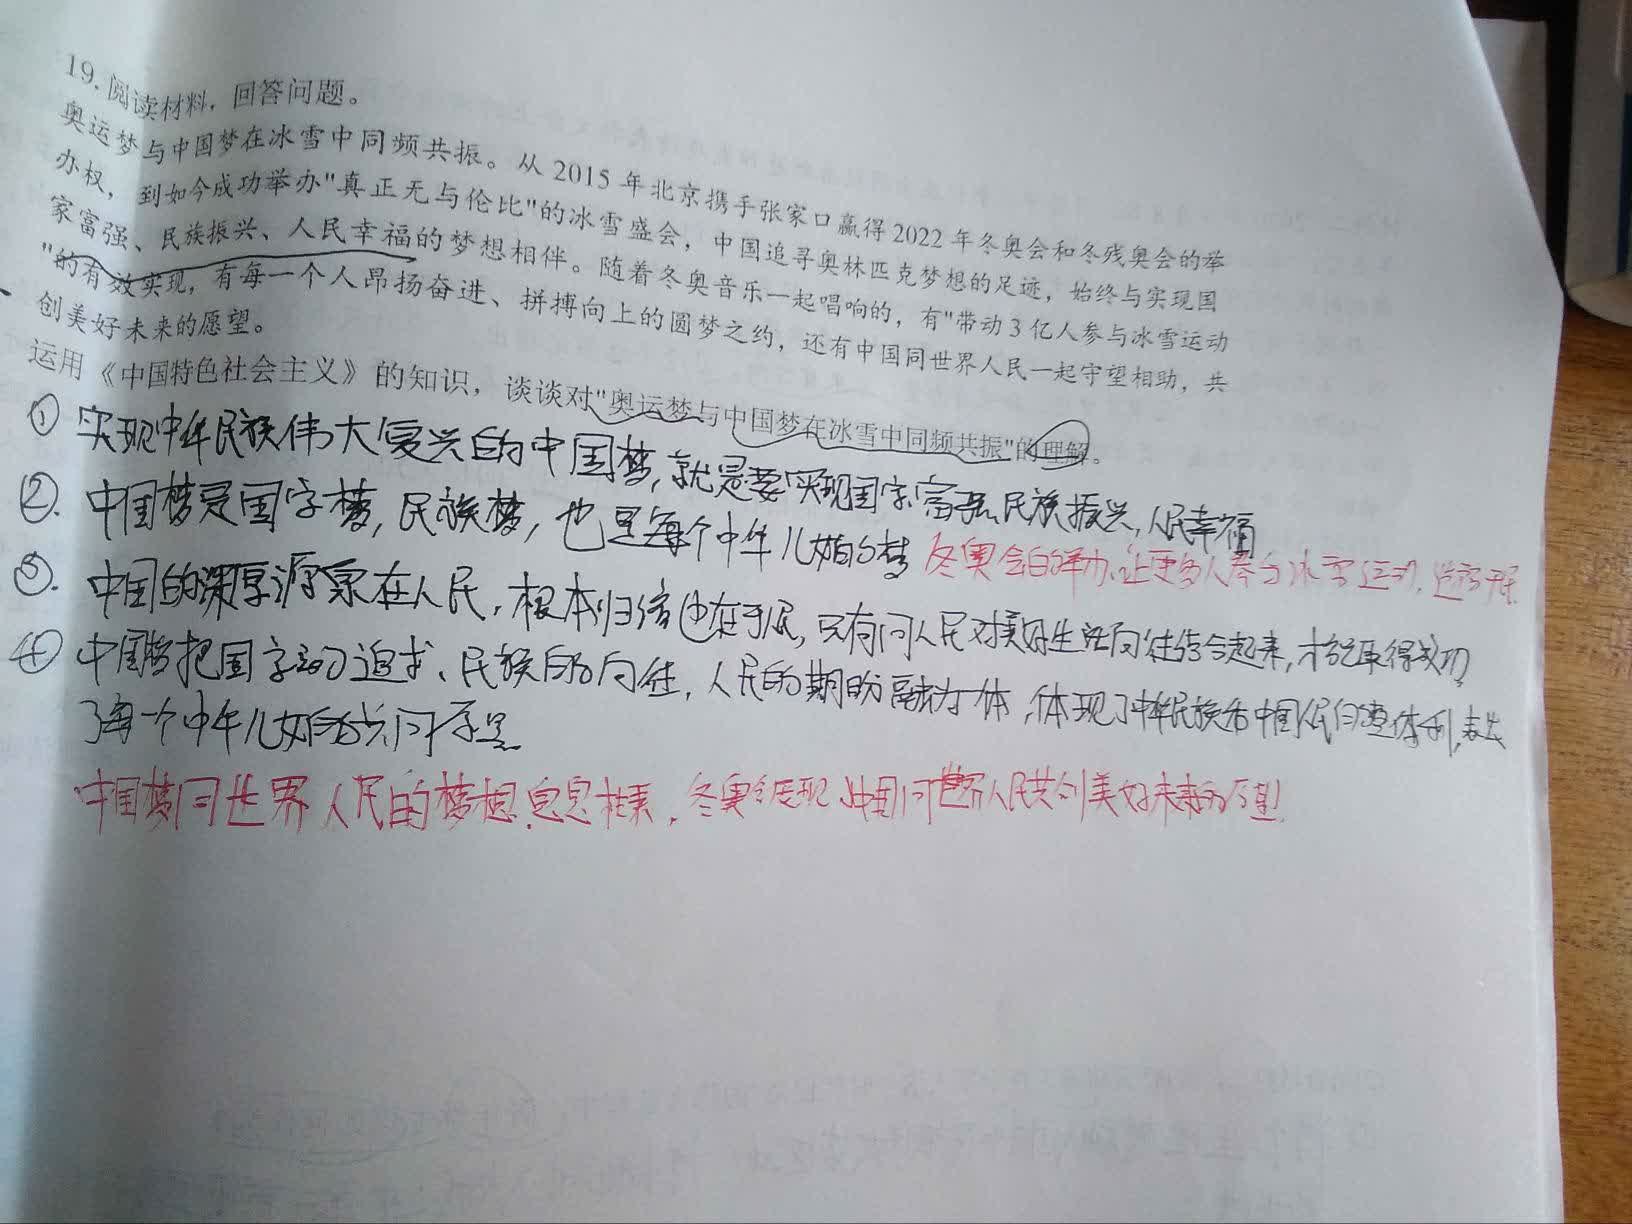 19. 阅读材料，回答问题。
奥运梦与中国梦在冰雪中同频共振。从 2015 年北京携手张家口赢得 2022 年冬奥会和冬残奥会的举
办权，到如今成功举办"真正无与伦比"的冰雪盛会，中国追寻奥林匹克梦想的足迹，始终与实现国
家富强、民族振兴、人民幸福的梦想相伴。随着冬奥音乐一起唱响的，有"带动 3 亿人参与冰雪运动
"的有效实现，有每一个人昂扬奋进、拼搏向上的圆梦之约，还有中国同世界人民一起守望相助，共
创美好未来的愿望。
运用《中国特色社会主义》的知识，谈谈对"奥运梦与中国梦在冰雪中同频共振"的理解。
① 实现中华民族伟大复兴的中国梦，就是要实现国家富强民族振兴，人民幸福
②. 中国梦是国家梦，民族梦，也是每个中华儿女的梦 冬奥会的举办，让更多人参与冰雪运动，
③. 中国的深厚源泉在人民，根本归宿也在于民，只有同人民对美好生活向往结合起来，才能取得成功
④ 中国梦把国家的追求、民族的向往，人民的期盼融为一体，体现了中华民族和中国人民的整体利，表达
了每一个中华儿女的共同愿景
中国梦同世界人民的梦想息息相通，冬奥会展现中国同世界人民共创美好未来的愿望